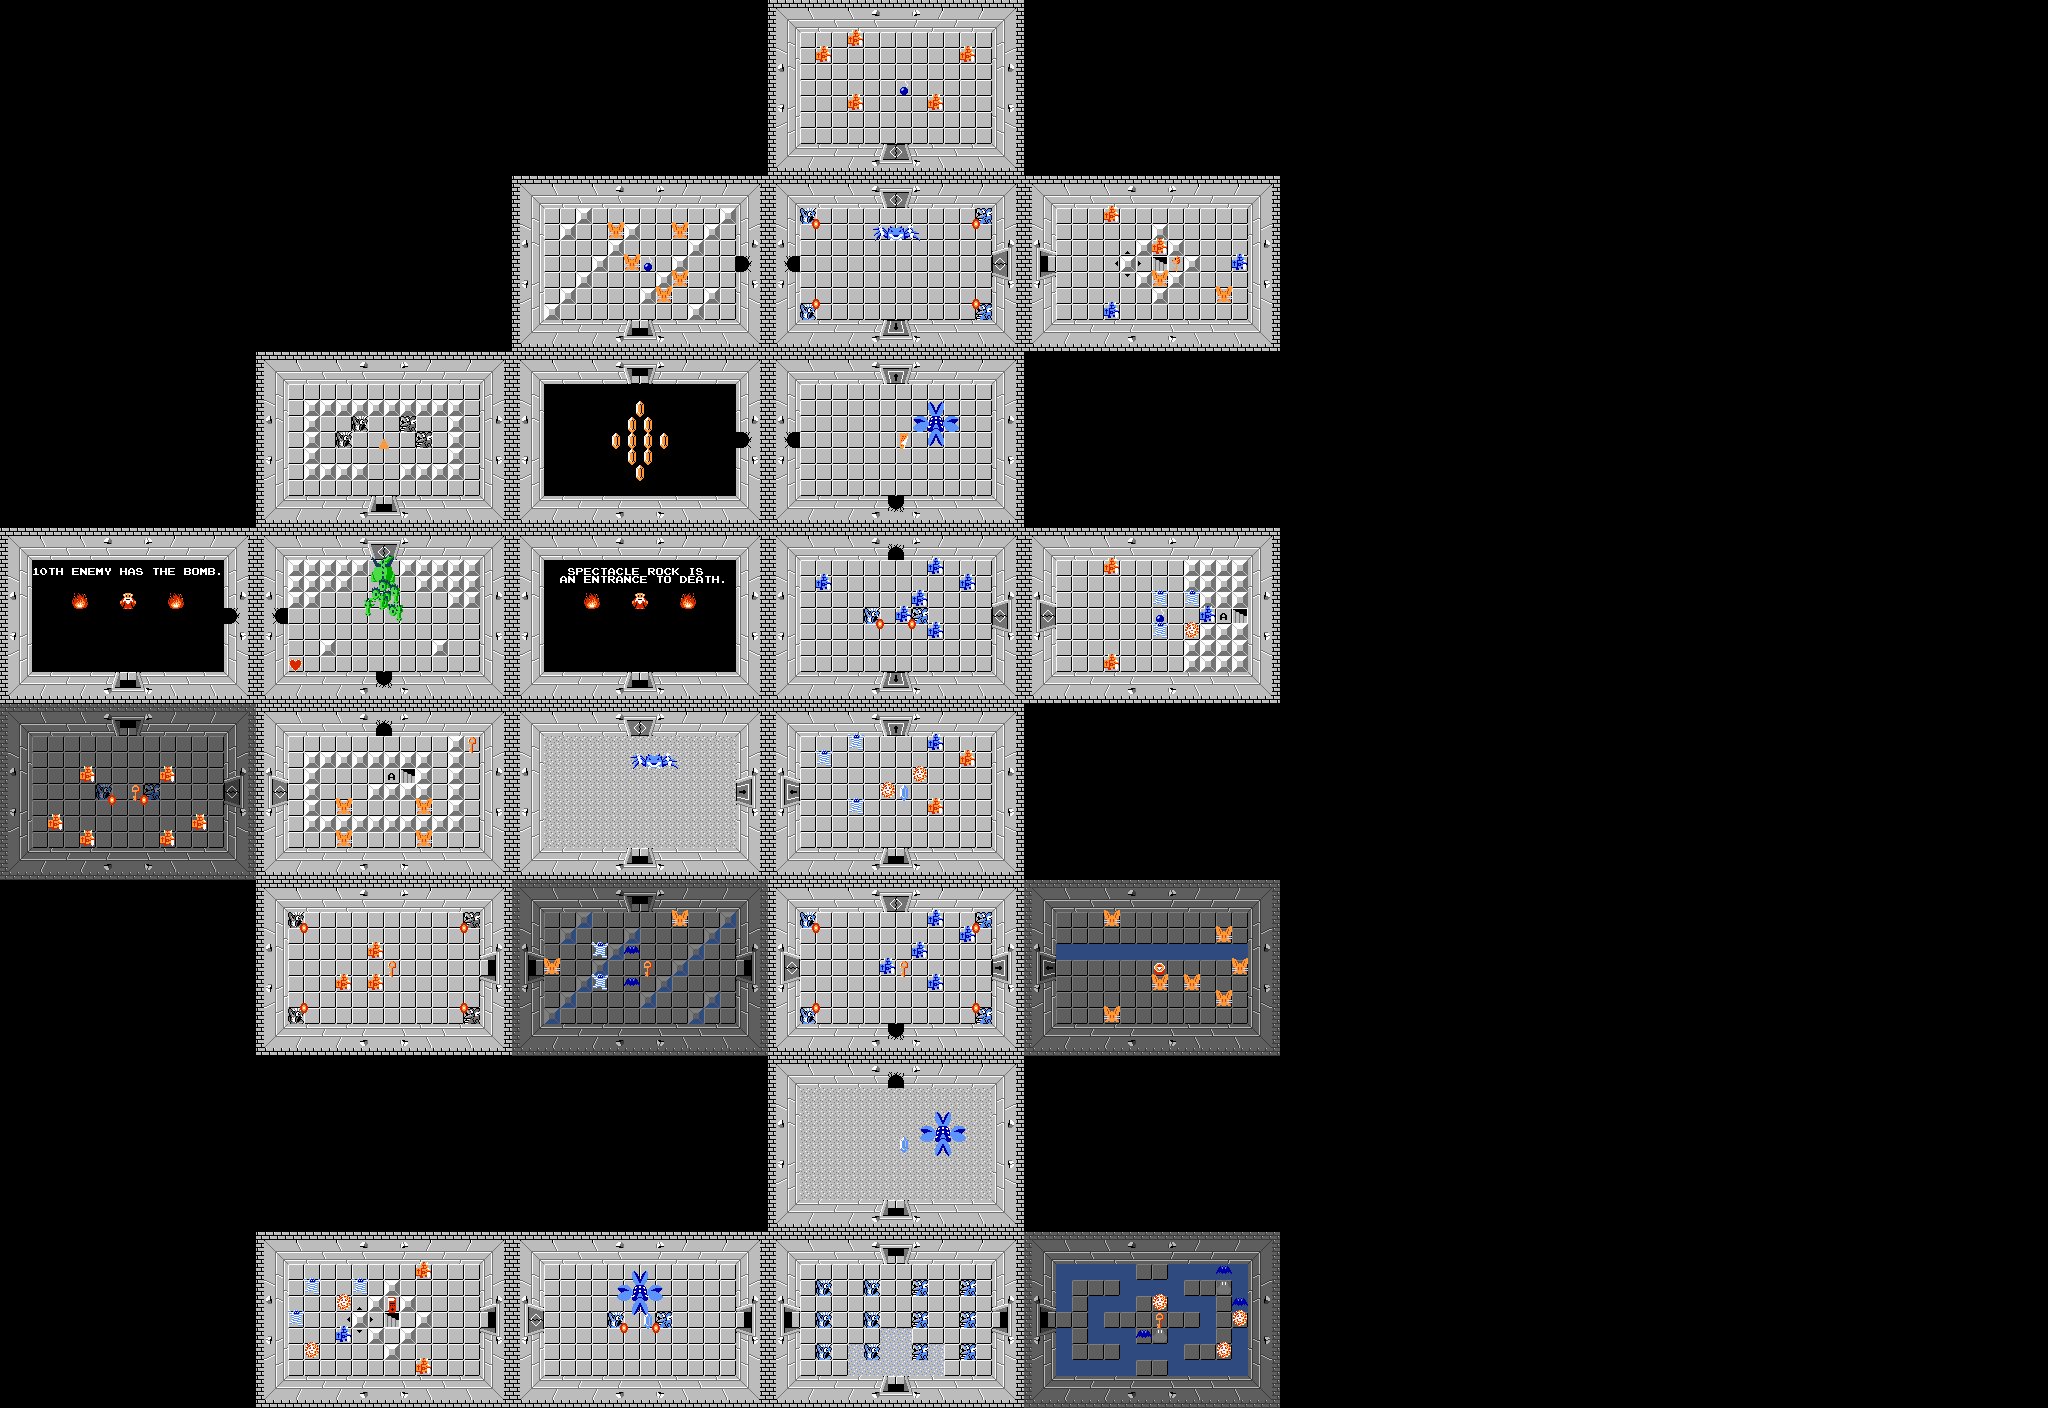 10TH ENEMY HAS THE BOMB.
SPECTACLE ROCK IS
AN ENTRANCE TO DEATH.
A
A